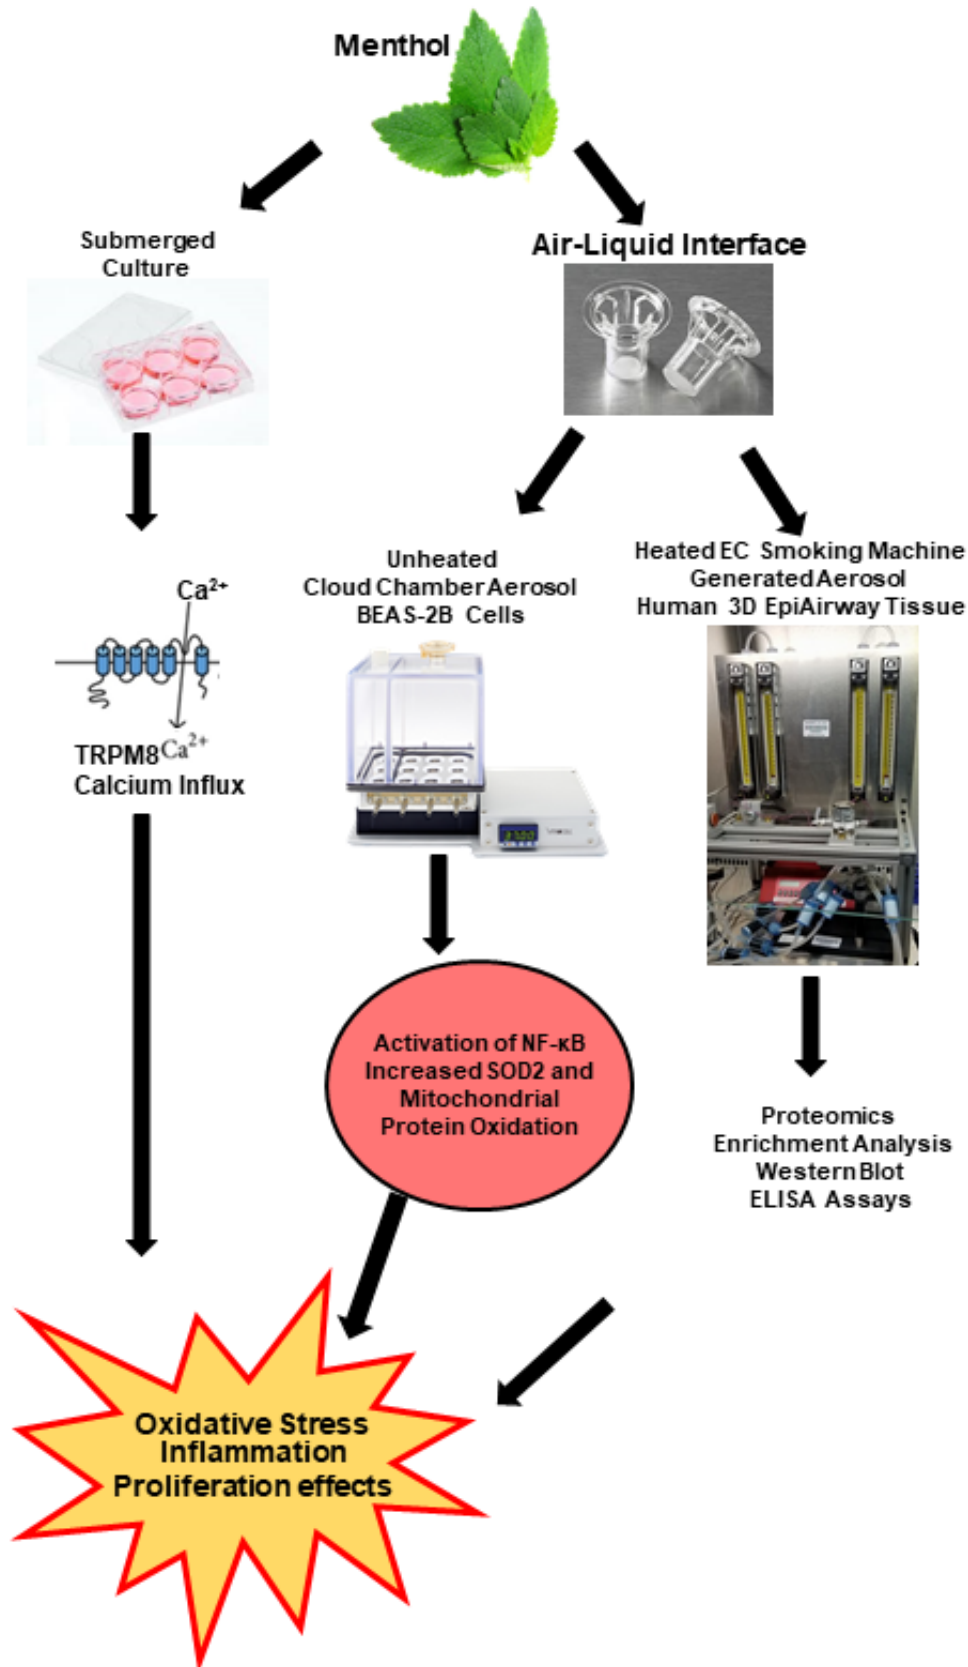 Menthol
Submerged
Culture
Air-Liquid Interface
Ca²⁺
TRPM8 Ca²⁺
Calcium Influx
Unheated
Cloud Chamber Aerosol
BEAS-2B Cells
Heated EC Smoking Machine
Generated Aerosol
Human 3D EpiAirway Tissue
Activation of NF-κB
Increased SOD2 and
Mitochondrial
Protein Oxidation
Proteomics
Enrichment Analysis
Western Blot
ELISA Assays
Oxidative Stress
Inflammation
Proliferation effects